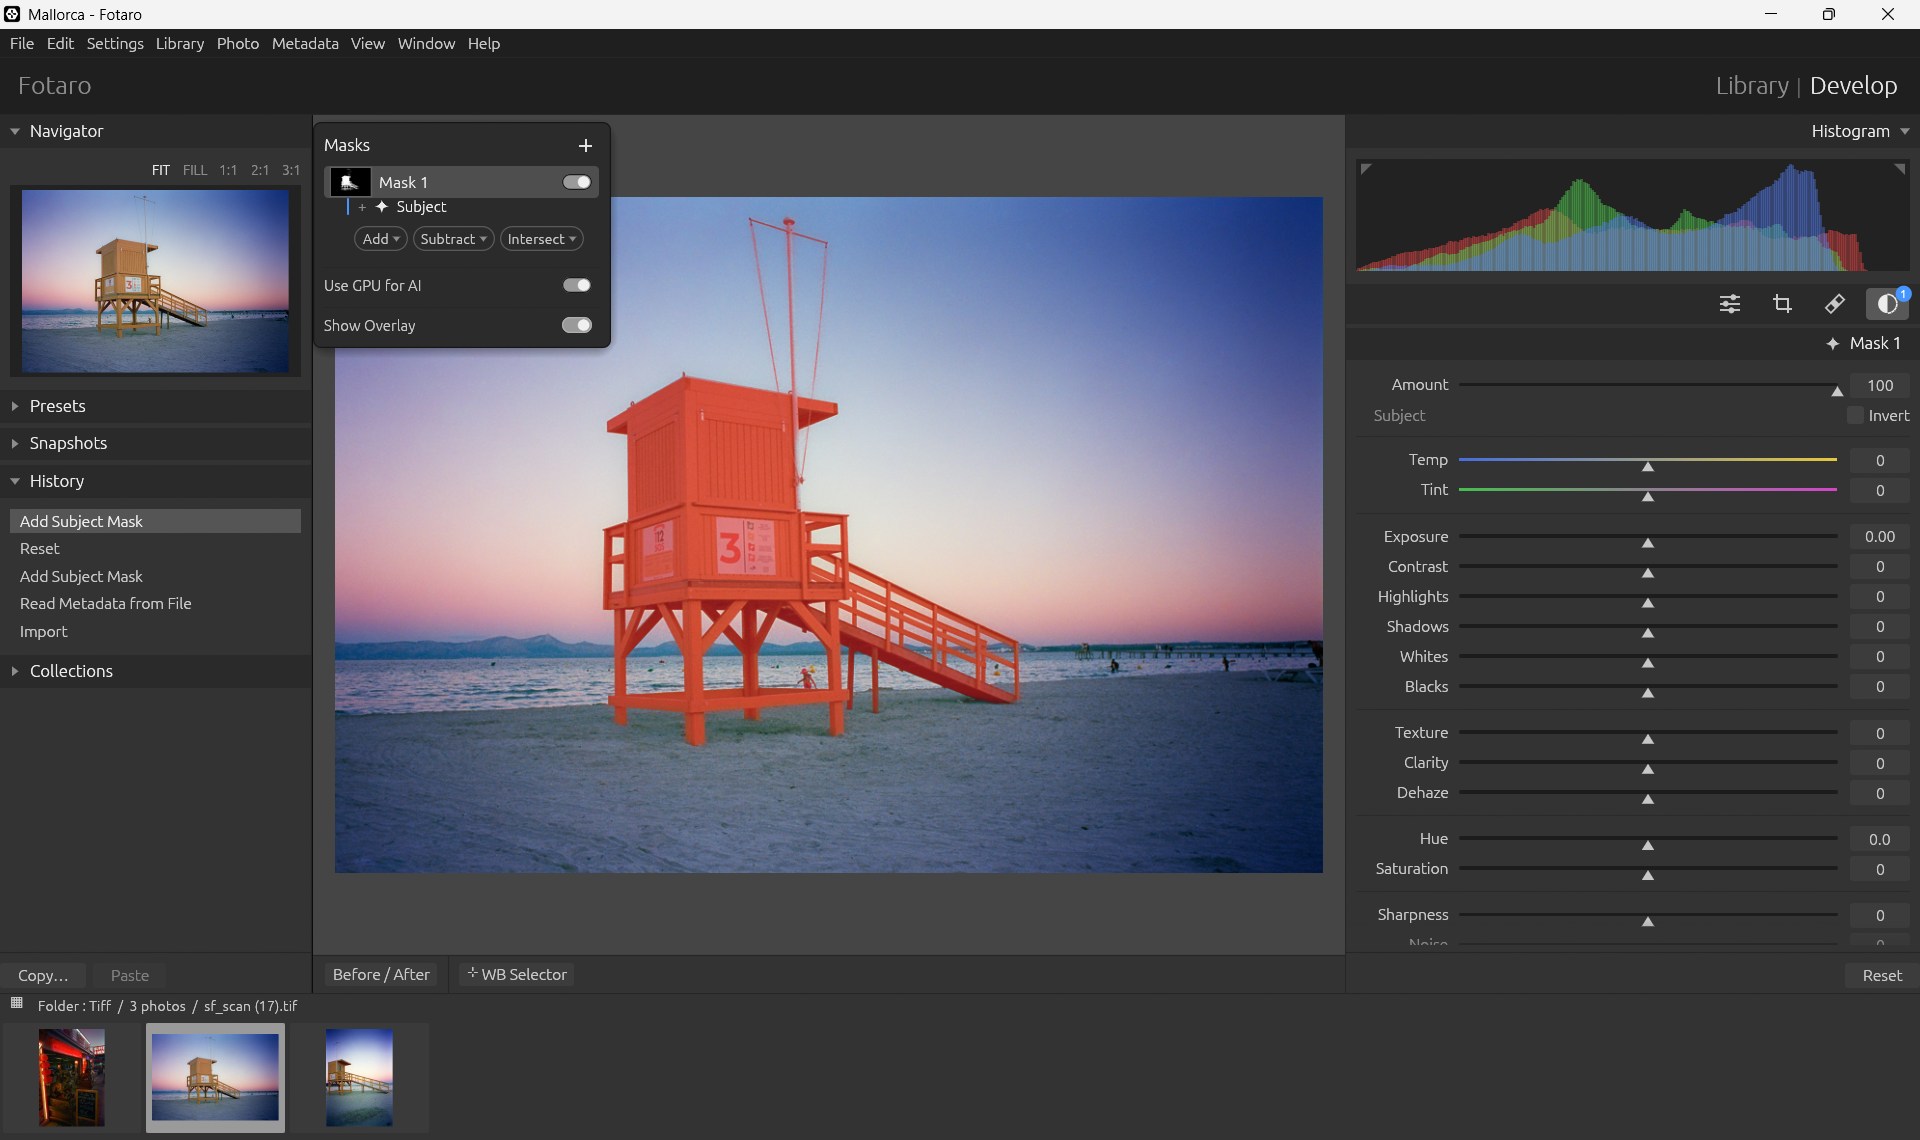 Mallorca - Fotaro
File Edit Settings Library Photo Metadata View Window Help
Fotaro
Library | Develop
Navigator
FIT FILL 1:1 2:1 3:1
Presets
Snapshots
History
Add Subject Mask
Reset
Add Subject Mask
Read Metadata from File
Import
Collections
Copy... Paste
Masks +
Mask 1
+ Subject
Add Subtract Intersect
Use GPU for AI
Show Overlay
3
Before / After WB Selector
Histogram
1
Mask 1
Amount 100
Subject Invert
Temp 0
Tint 0
Exposure 0.00
Contrast 0
Highlights 0
Shadows 0
Whites 0
Blacks 0
Texture 0
Clarity 0
Dehaze 0
Hue 0.0
Saturation 0
Sharpness 0
Noise 0
Reset
Folder : Tiff / 3 photos / sf_scan (17).tif